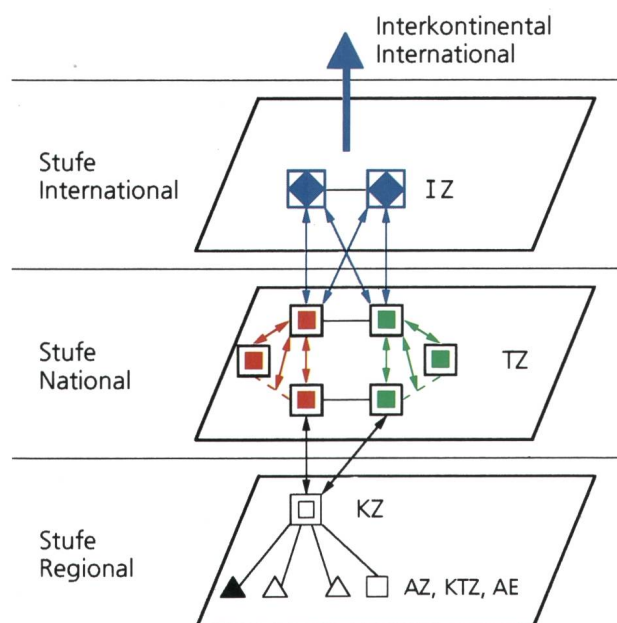 Interkontinental
International
Stufe
International
IZ
Stufe
National
TZ
Stufe
Regional
KZ
AZ, KTZ, AE